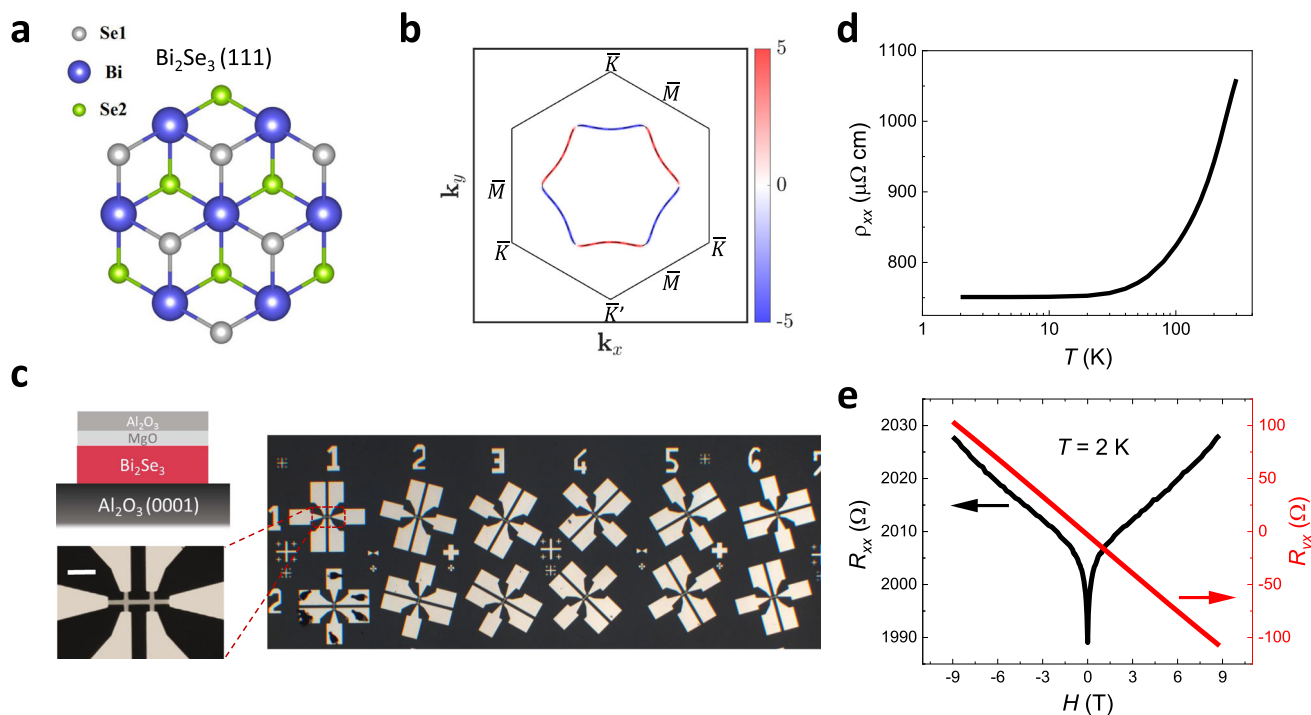 a
Se1
Bi
Se2
Bi₂Se₃ (111)
b
K̅
M̅
M̅
K̅
K̅
M̅
K̅'
k_y
k_x
5
0
-5
c
Al₂O₃
MgO
Bi₂Se₃
Al₂O₃ (0001)
1 2 3 4 5 6
1
2
d
1100
1000
900
800
ρxx (μΩ cm)
1 10 100
T (K)
e
2030
2020
2010
2000
1990
Rxx (Ω)
T = 2 K
100
50
0
-50
-100
Ryx (Ω)
-9 -6 -3 0 3 6 9
H (T)